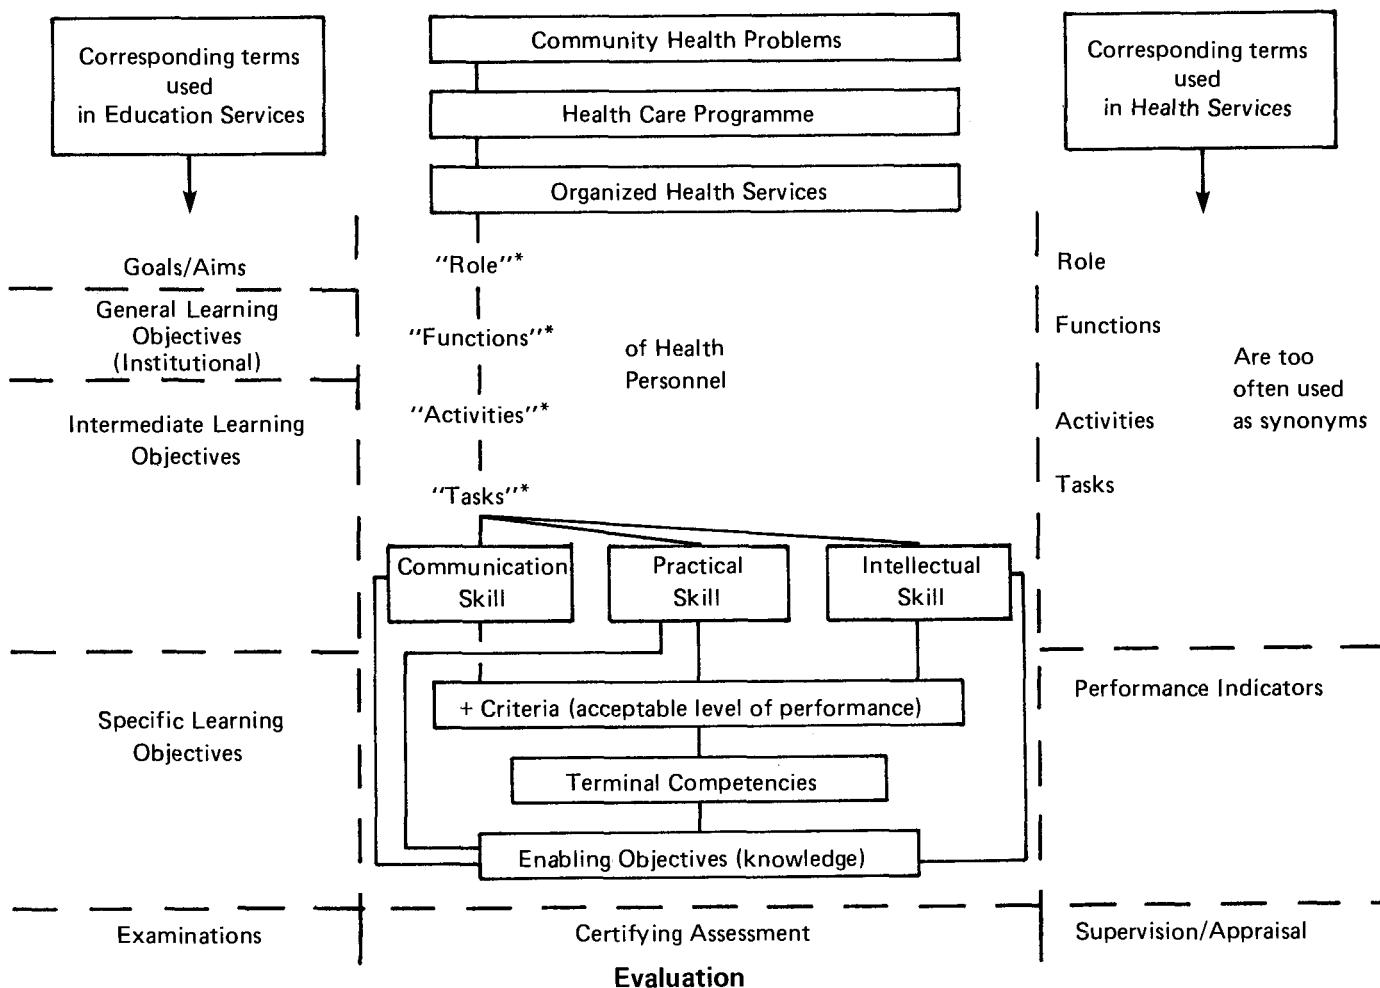 Corresponding terms
used
in Education Services
Community Health Problems
Health Care Programme
Organized Health Services
Corresponding terms
used
in Health Services
Goals/Aims
General Learning
Objectives
(Institutional)
Intermediate Learning
Objectives
Specific Learning
Objectives
Examinations
"Role"*
"Functions"*
"Activities"*
"Tasks"*
of Health
Personnel
Communication
Skill
Practical
Skill
Intellectual
Skill
+ Criteria (acceptable level of performance)
Terminal Competencies
Enabling Objectives (knowledge)
Certifying Assessment
Evaluation
Role
Functions
Activities
Tasks
Are too
often used
as synonyms
Performance Indicators
Supervision/Appraisal